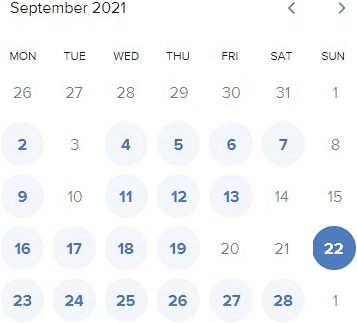 September 2021
MON TUE WED THU FRI SAT SUN
26 27 28 29 30 31 1
2 3 4 5 6 7 8
9 10 11 12 13 14 15
16 17 18 19 20 21 22
23 24 25 26 27 28 1